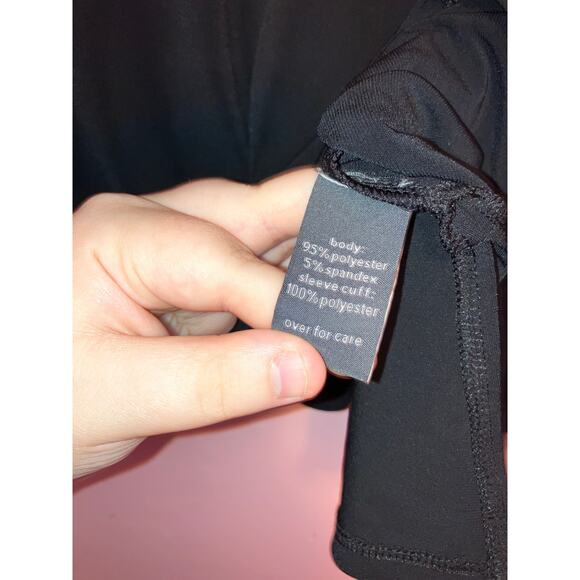 body:
95% polyester
5% spandex
sleeve cuff:
100% polyester
over for care